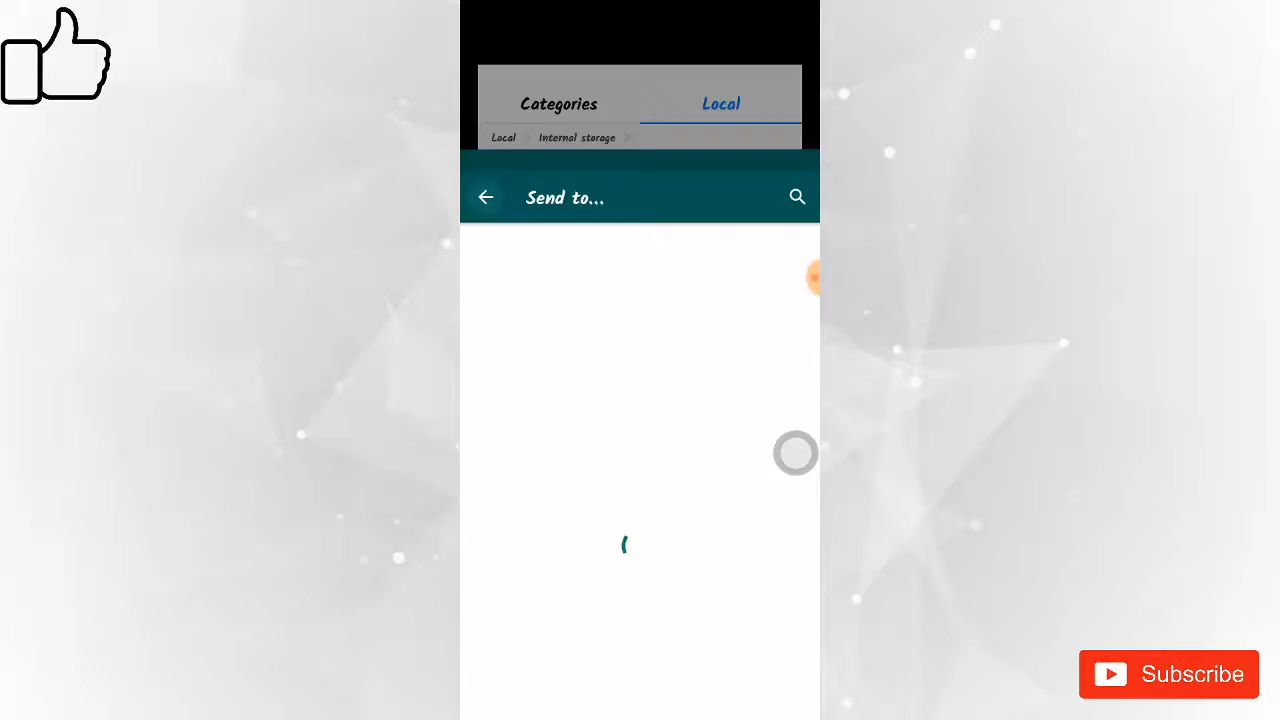 Categories Local
Local Internal storage
Send to...
Subscribe